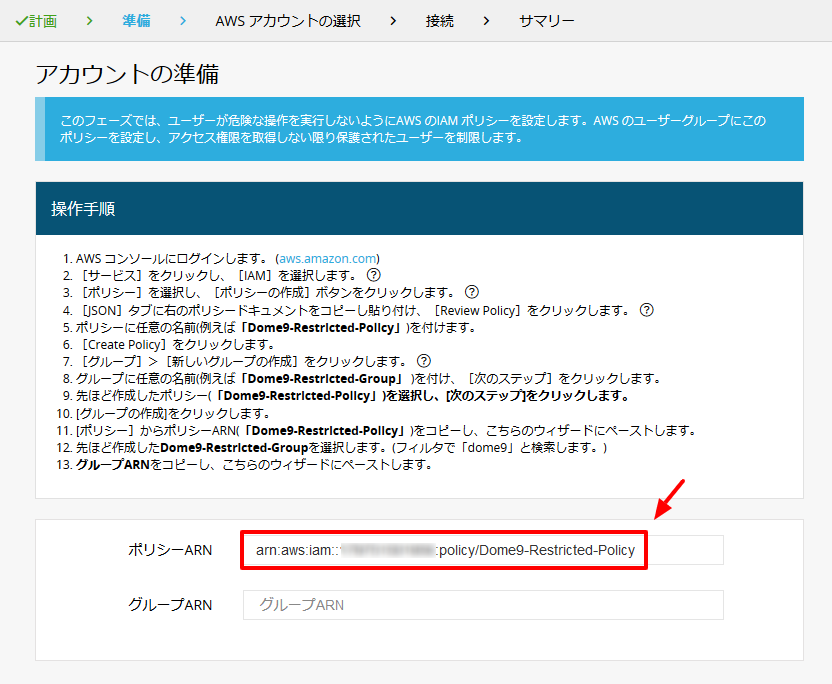 計画 > 準備 > AWS アカウントの選択 > 接続 > サマリー
アカウントの準備
このフェーズでは、ユーザーが危険な操作を実行しないようにAWS のIAM ポリシーを設定します。AWS のユーザーグループにこの
ポリシーを設定し、アクセス権限を取得しない限り保護されたユーザーを制限します。
操作手順
1. AWS コンソールにログインします。 (aws.amazon.com)
2. ［サービス］をクリックし、［IAM］を選択します。 ?
3. ［ポリシー］を選択し、［ポリシーの作成］ボタンをクリックします。 ?
4. ［JSON］タブに右のポリシードキュメントをコピーし貼り付け、［Review Policy］をクリックします。 ?
5. ポリシーに任意の名前(例えば「Dome9-Restricted-Policy」)を付けます。
6. ［Create Policy］をクリックします。
7. ［グループ］＞［新しいグループの作成］をクリックします。 ?
8. グループに任意の名前(例えば「Dome9-Restricted-Group」 )を付け、［次のステップ］をクリックします。
9. 先ほど作成したポリシー(「Dome9-Restricted-Policy」)を選択し、[次のステップ]をクリックします。
10. [グループの作成]をクリックします。
11. [ポリシー］からポリシーARN(「Dome9-Restricted-Policy」)をコピーし、こちらのウィザードにペーストします。
12. 先ほど作成したDome9-Restricted-Groupを選択します。(フィルタで「dome9」と検索します。)
13. グループARNをコピーし、こちらのウィザードにペーストします。
ポリシーARN arn:aws:iam:: :policy/Dome9-Restricted-Policy
グループARN グループARN